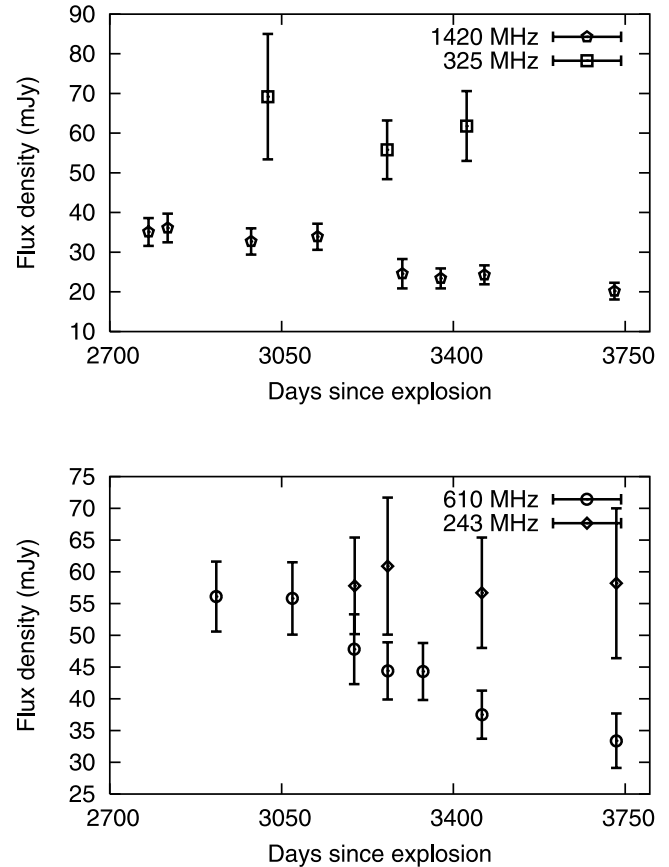 1420 MHz
325 MHz
90
80
70
60
50
40
30
20
10
Flux density (mJy)
2700 3050 3400 3750
Days since explosion
610 MHz
243 MHz
75
70
65
60
55
50
45
40
35
30
25
Flux density (mJy)
2700 3050 3400 3750
Days since explosion